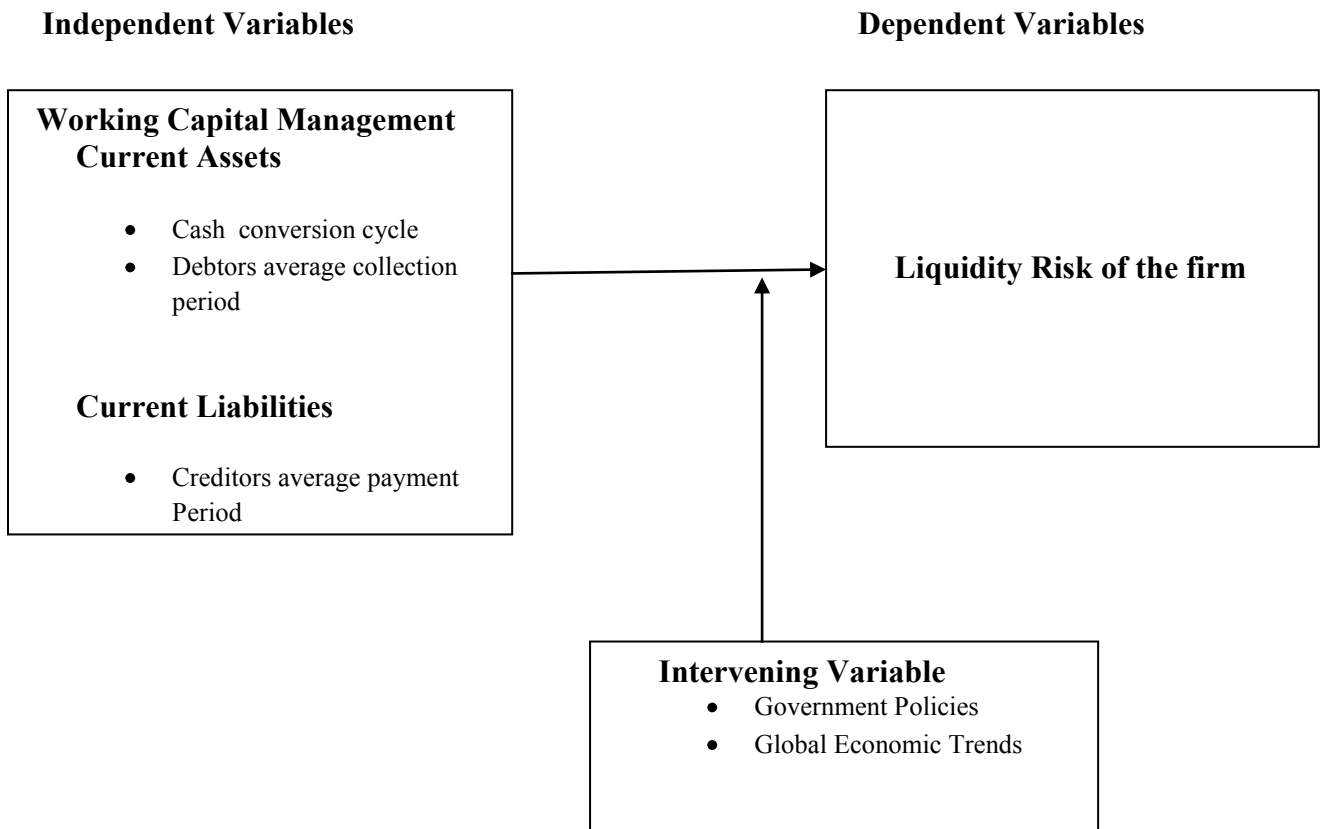 Independent Variables
Dependent Variables
Working Capital Management
Current Assets
• Cash conversion cycle
• Debtors average collection
period
Current Liabilities
• Creditors average payment
Period
Liquidity Risk of the firm
Intervening Variable
• Government Policies
• Global Economic Trends